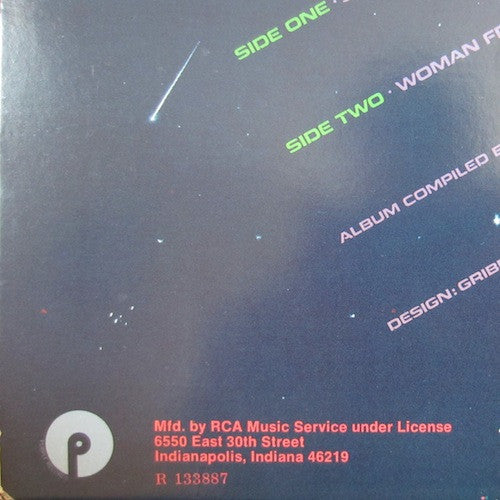 SIDE ONE ·
SIDE TWO · WOMAN
ALBUM COMPILED
DESIGN:
Mfd. by RCA Music Service under License
6550 East 30th Street
Indianapolis, Indiana 46219
R 133887
p